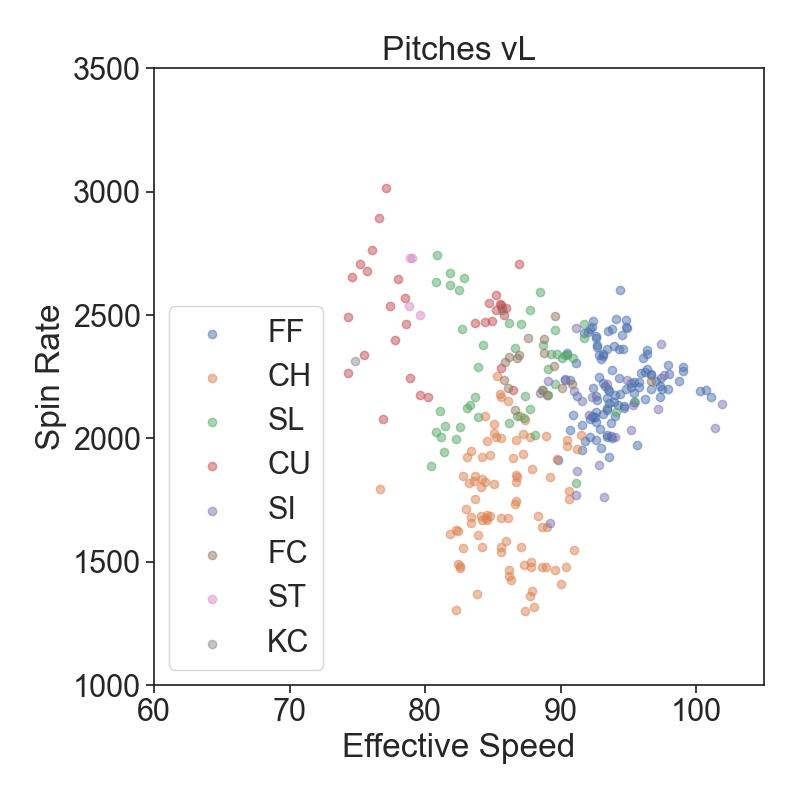 Pitches vL
3500
3000
2500
2000
1500
1000
Spin Rate
FF
CH
SL
CU
SI
FC
ST
KC
60 70 80 90 100
Effective Speed